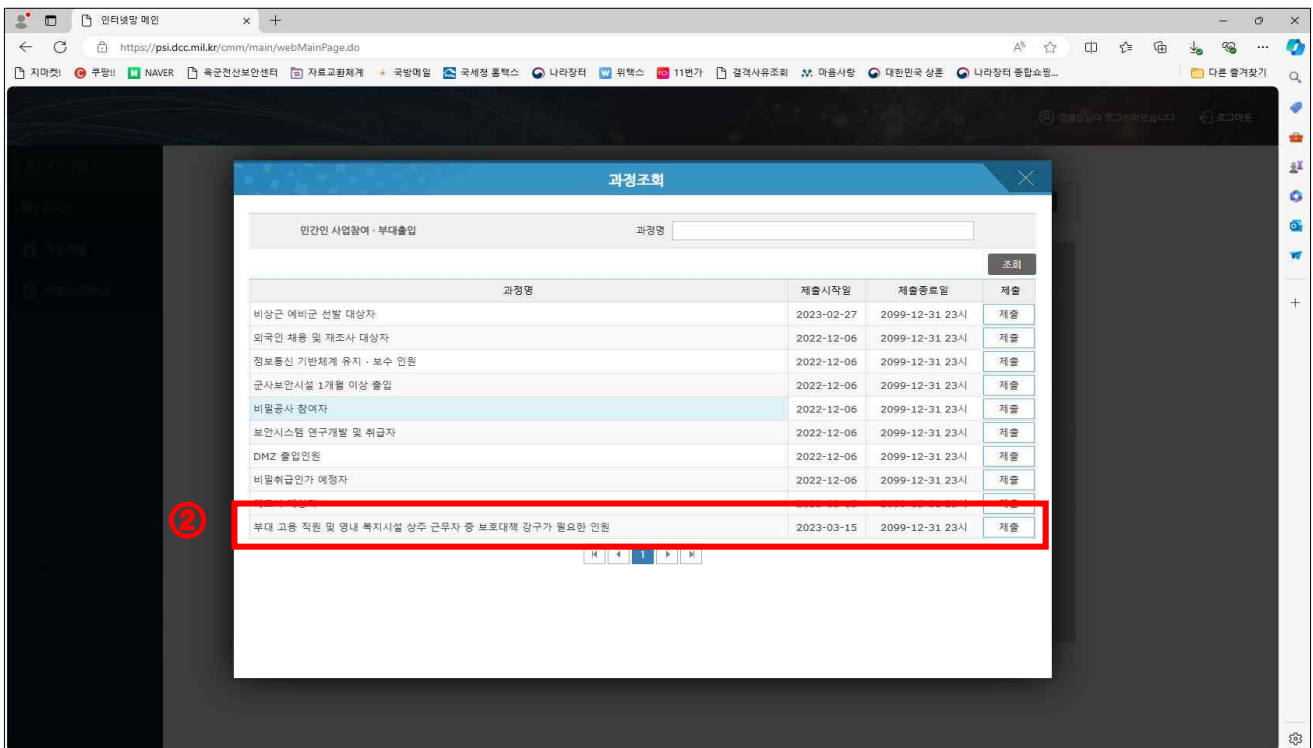 인터넷망 메인
https://psi.dcc.mil.kr/cmm/main/webMainPage.do
지마켓! 쿠팡!! NAVER 육군전산보안센터 자료교환체계 국방메일 국세청 홈택스 나라장터 위택스 11번가 결격사유조회 마음사랑 대한민국 상훈 나라장터 종합쇼핑... 다른 즐겨찾기
로그인하였습니다. 로그아웃
과정조회
민간인 사업참여 · 부대출입 과정명
조회
과정명 제출시작일 제출종료일 제출
비상근 예비군 선발 대상자 2023-02-27 2099-12-31 23시 제출
외국인 채용 및 재조사 대상자 2022-12-06 2099-12-31 23시 제출
정보통신 기반체계 유지 · 보수 인원 2022-12-06 2099-12-31 23시 제출
군사보안시설 1개월 이상 출입 2022-12-06 2099-12-31 23시 제출
비밀공사 참여자 2022-12-06 2099-12-31 23시 제출
보안시스템 연구개발 및 취급자 2022-12-06 2099-12-31 23시 제출
DMZ 출입인원 2022-12-06 2099-12-31 23시 제출
비밀취급인가 예정자 2022-12-06 2099-12-31 23시 제출
② 부대 고용 직원 및 영내 복지시설 상주 근무자 중 보호대책 강구가 필요한 인원 2023-03-15 2099-12-31 23시 제출
1